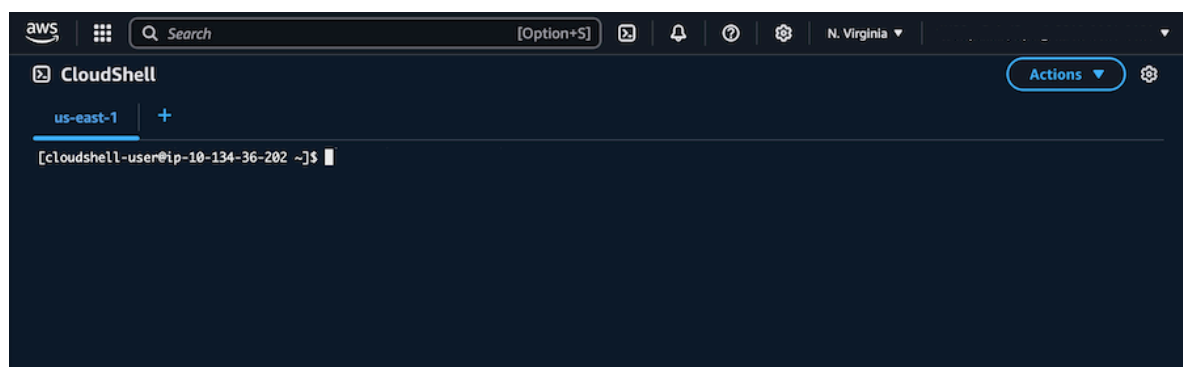 aws Search [Option+S] N. Virginia
CloudShell Actions
us-east-1 +
[cloudshell-user@ip-10-134-36-202 ~]$